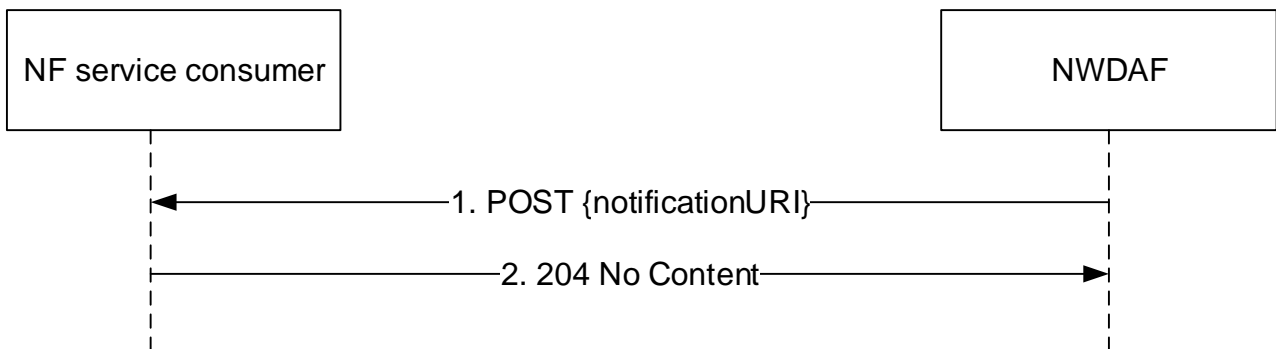 NF service consumer
NWDAF
1. POST {notificationURI}
2. 204 No Content